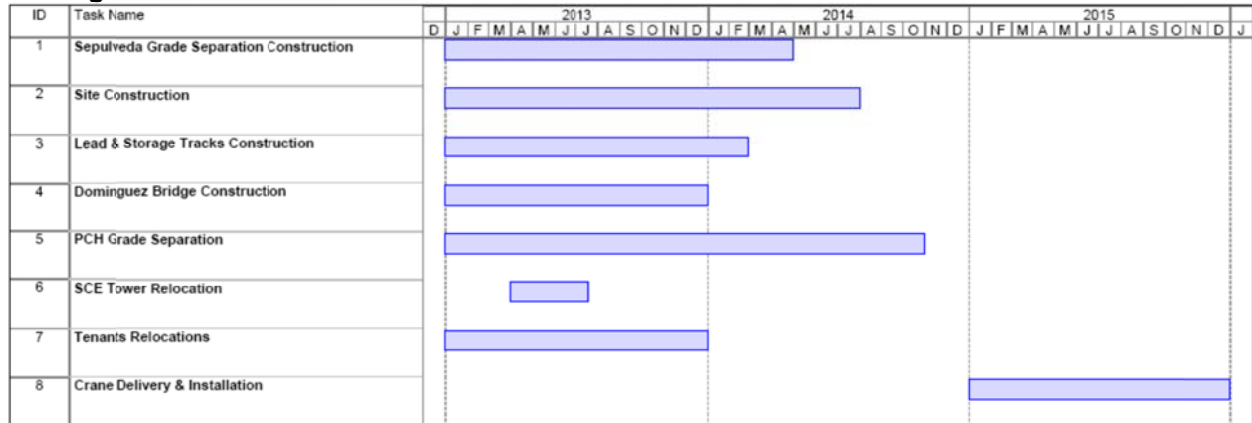 ID Task Name 2013 2014 2015
D J F M A M J J A S O N D J F M A M J J A S O N D J F M A M J J A S O N D J
1 Sepulveda Grade Separation Construction
2 Site Construction
3 Lead & Storage Tracks Construction
4 Dominguez Bridge Construction
5 PCH Grade Separation
6 SCE Tower Relocation
7 Tenants Relocations
8 Crane Delivery & Installation